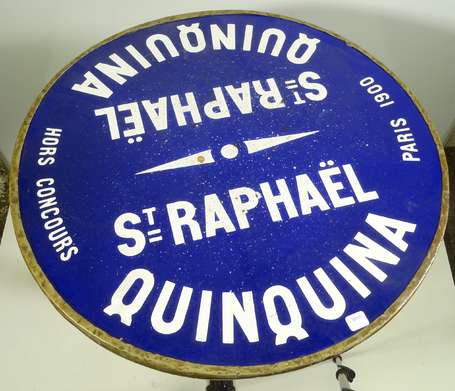 QUINQUINA
ST RAPHAËL
HORS CONCOURS
PARIS 1900
ST RAPHAËL
QUINQUINA